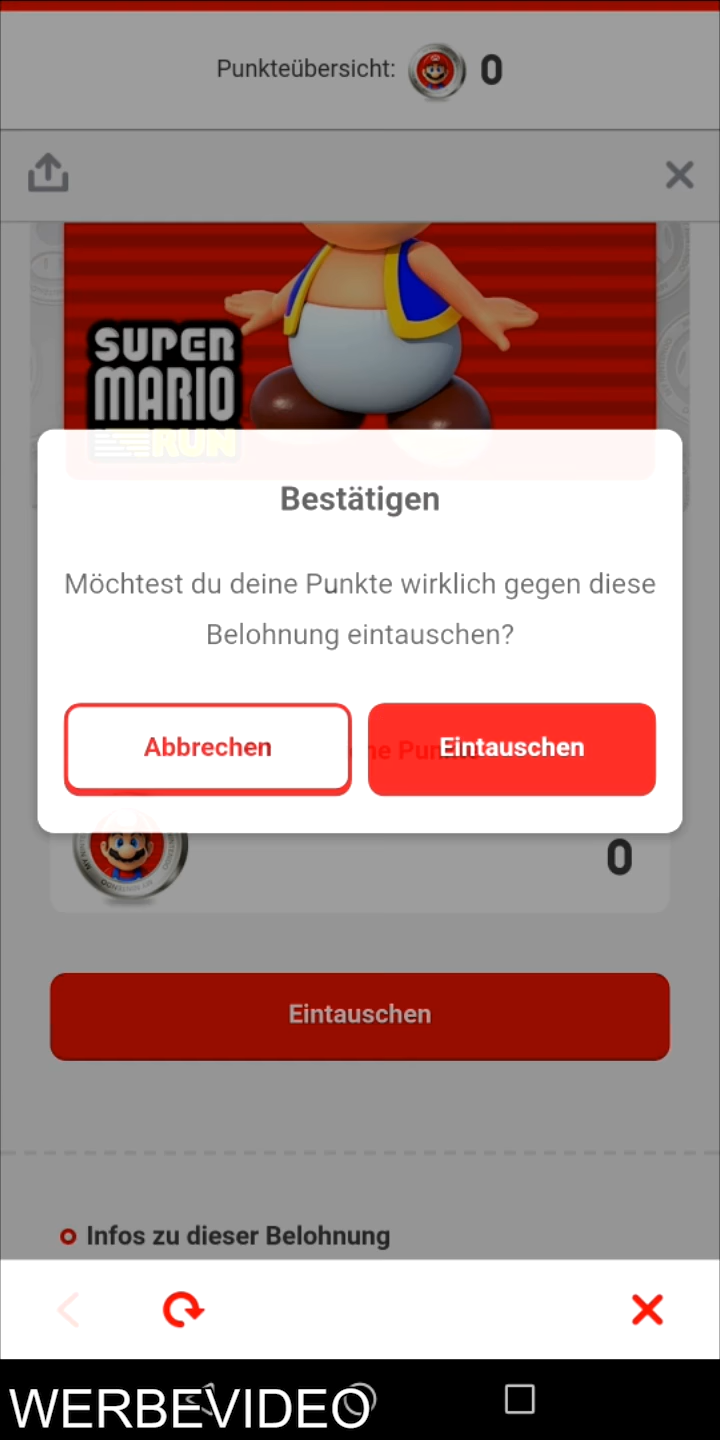 Punkteübersicht: 0
SUPER
MARIO
RUN
Bestätigen
Möchtest du deine Punkte wirklich gegen diese
Belohnung eintauschen?
Abbrechen
Eintauschen
0
Eintauschen
Infos zu dieser Belohnung
WERBEVIDEO